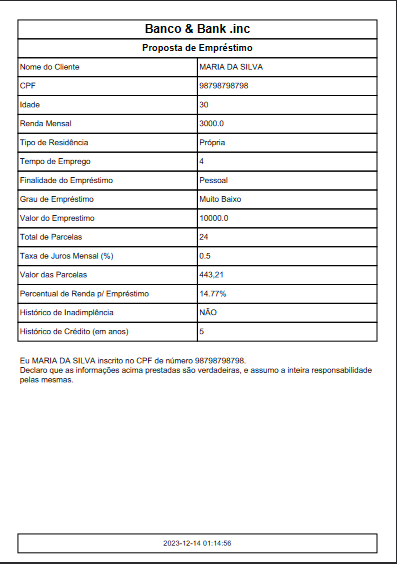 Banco & Bank .inc
Proposta de Empréstimo
Nome do Cliente MARIA DA SILVA
CPF 98798798798
Idade 30
Renda Mensal 3000.0
Tipo de Residência Própria
Tempo de Emprego 4
Finalidade do Empréstimo Pessoal
Grau de Empréstimo Muito Baixo
Valor do Emprestimo 10000.0
Total de Parcelas 24
Taxa de Juros Mensal (%) 0.5
Valor das Parcelas 443,21
Percentual de Renda p/ Empréstimo 14.77%
Histórico de Inadimplência NÃO
Histórico de Crédito (em anos) 5
Eu MARIA DA SILVA inscrito no CPF de número 98798798798.
Declaro que as informações acima prestadas são verdadeiras, e assumo a inteira responsabilidade
pelas mesmas.
2023-12-14 01:14:56